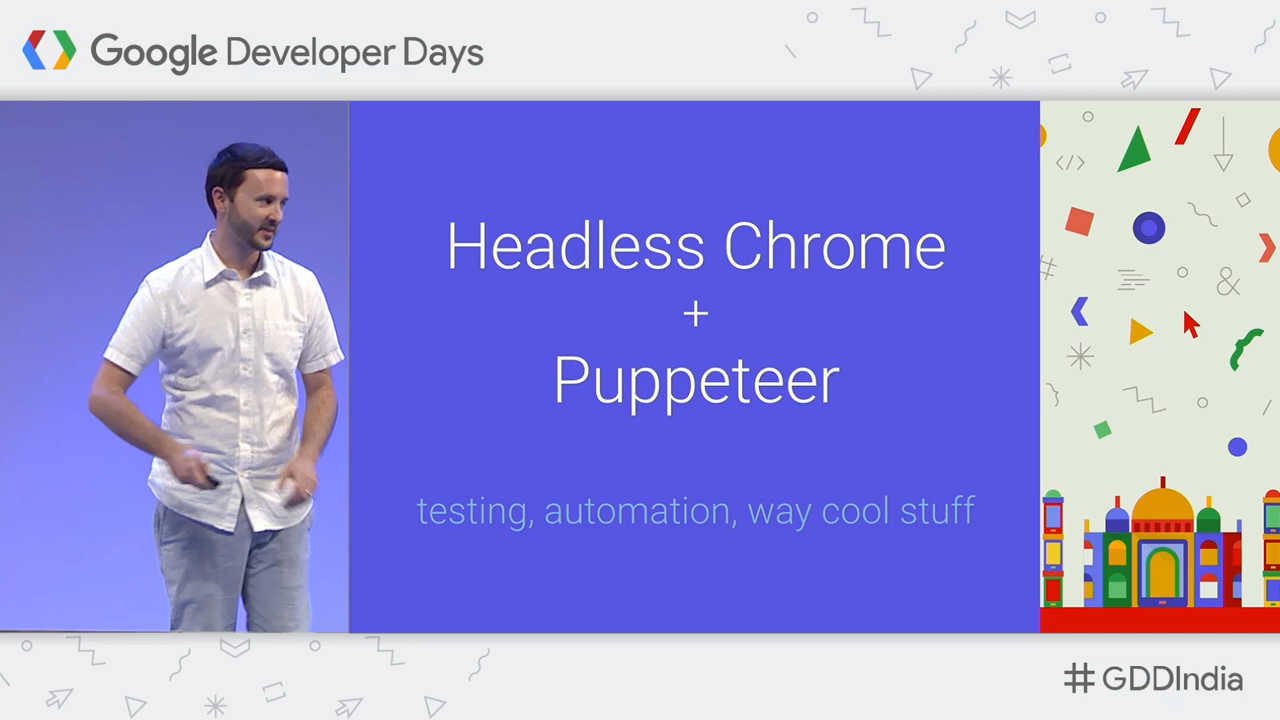 Google Developer Days
Headless Chrome
+
Puppeteer
testing, automation, way cool stuff
#GDDIndia